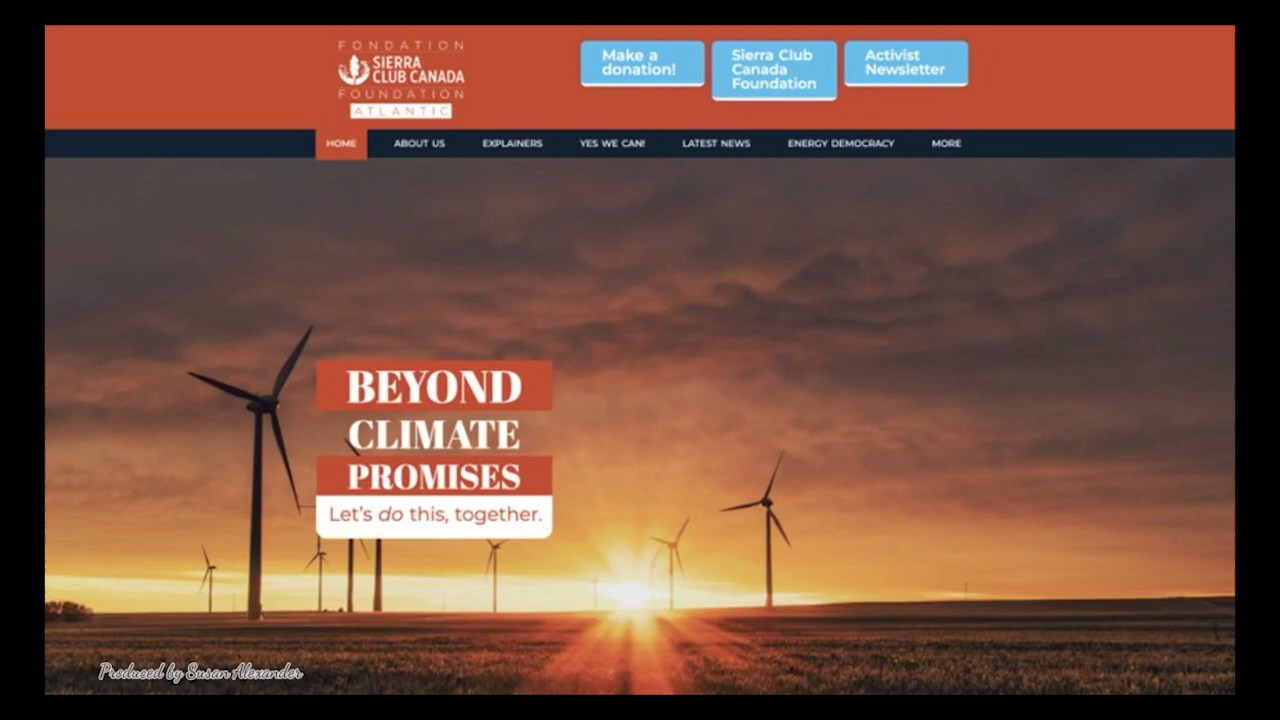 FONDATION
SIERRA
CLUB CANADA
FOUNDATION
ATLANTIC
Make a
donation!
Sierra Club
Canada
Foundation
Activist
Newsletter
HOME ABOUT US EXPLAINERS YES WE CAN! LATEST NEWS ENERGY DEMOCRACY MORE
BEYOND
CLIMATE
PROMISES
Let's do this, together.
Produced by Susan Alexander